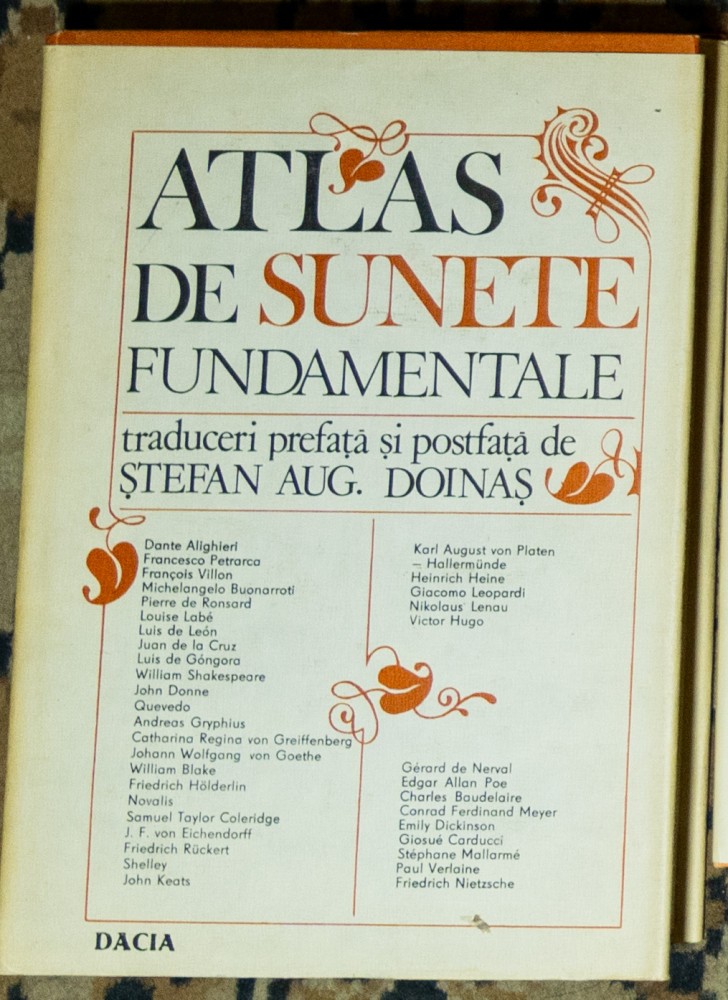 ATLAS
DE SUNETE
FUNDAMENTALE
traduceri prefață și postfață de
ȘTEFAN AUG. DOINAȘ
Dante Alighieri
Francesco Petrarca
François Villon
Michelangelo Buonarroti
Pierre de Ronsard
Louise Labé
Luis de León
Juan de la Cruz
Luis de Góngora
William Shakespeare
John Donne
Quevedo
Andreas Gryphius
Catharina Regina von Greiffenberg
Johann Wolfgang von Goethe
William Blake
Friedrich Hölderlin
Novalis
Samuel Taylor Coleridge
J. F. von Eichendorff
Friedrich Rückert
Shelley
John Keats
Karl August von Platen
– Hallermünde
Heinrich Heine
Giacomo Leopardi
Nikolaus Lenau
Victor Hugo
Gérard de Nerval
Edgar Allan Poe
Charles Baudelaire
Conrad Ferdinand Meyer
Emily Dickinson
Giosué Carducci
Stéphane Mallarmé
Paul Verlaine
Friedrich Nietzsche
DACIA